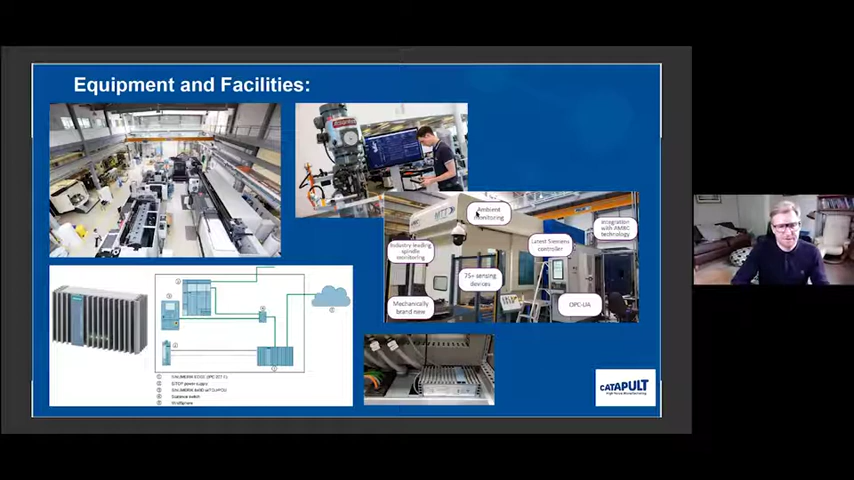 Equipment and Facilities:
Ambient
monitoring
Integration
with AMRC
technology
Industry leading
spindle
monitoring
Latest Siemens
controller
75+ sensing
devices
Mechanically
brand new
OPC-UA
CATAPULT
High Value Manufacturing